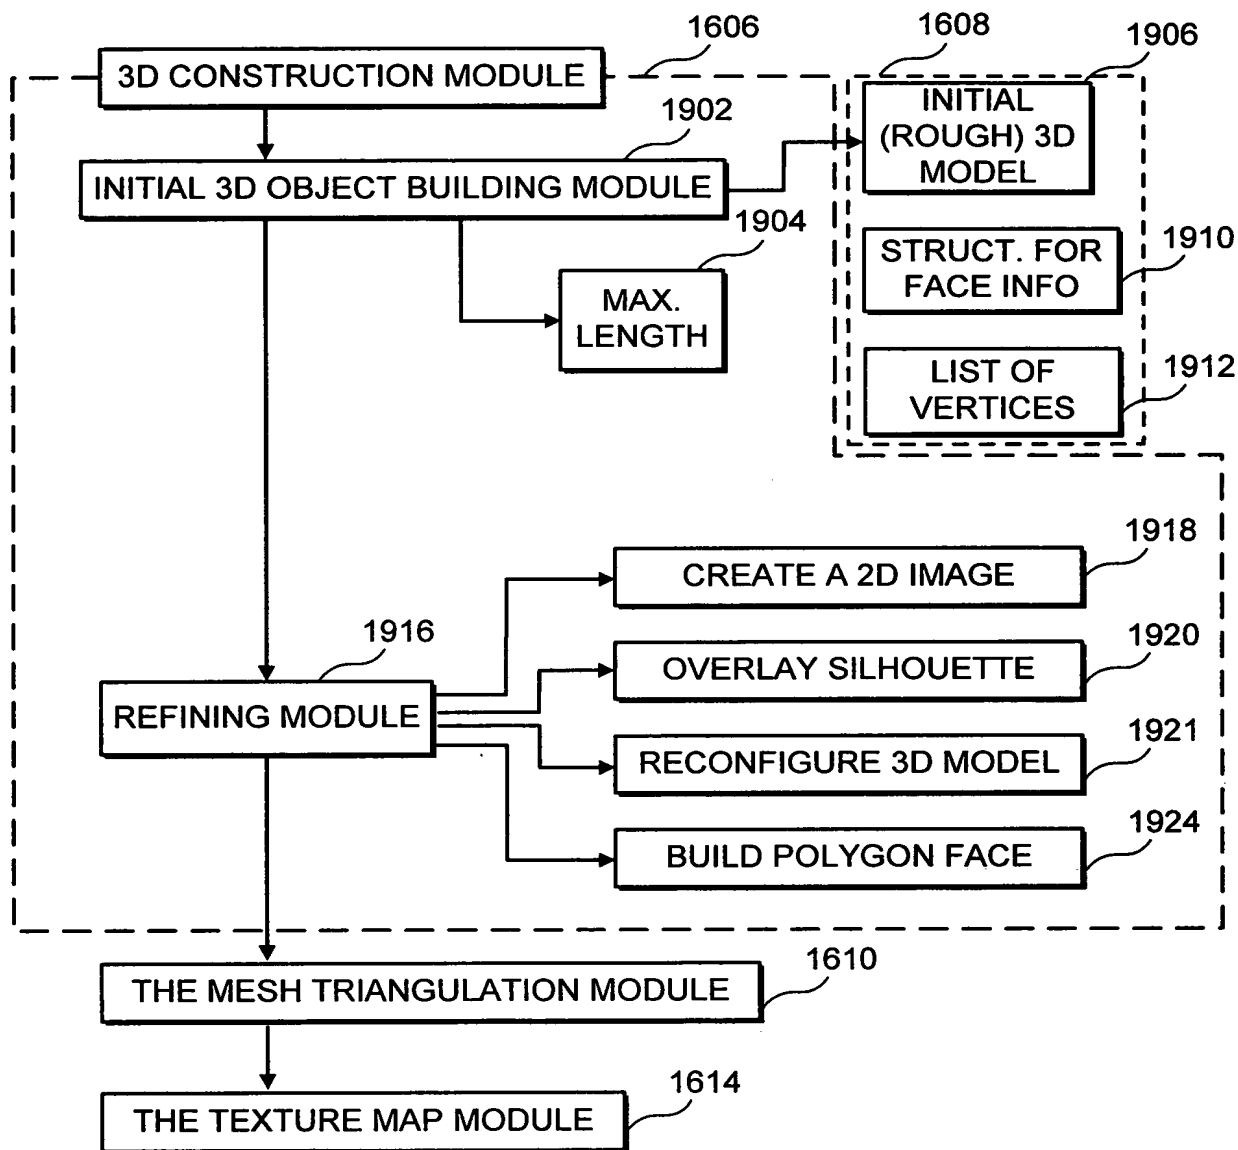 1606
1608
1906
3D CONSTRUCTION MODULE
INITIAL
(ROUGH) 3D
MODEL
1902
INITIAL 3D OBJECT BUILDING MODULE
1904
MAX.
LENGTH
1910
STRUCT. FOR
FACE INFO
1912
LIST OF
VERTICES
1918
CREATE A 2D IMAGE
1916
REFINING MODULE
1920
OVERLAY SILHOUETTE
1921
RECONFIGURE 3D MODEL
1924
BUILD POLYGON FACE
1610
THE MESH TRIANGULATION MODULE
1614
THE TEXTURE MAP MODULE